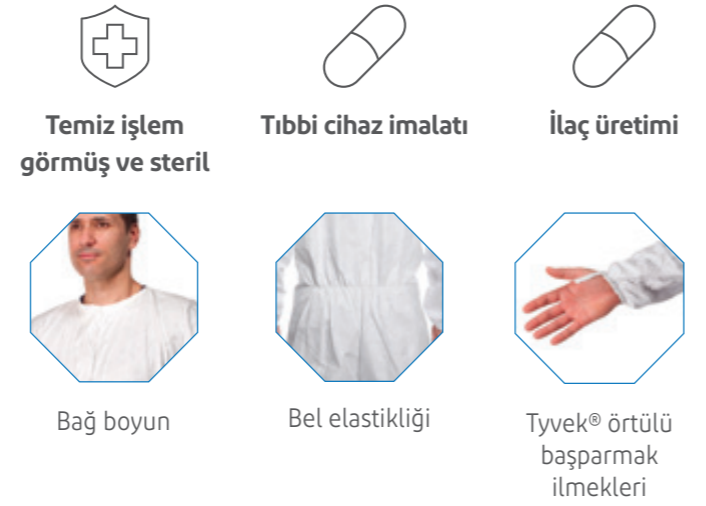 Temiz işlem
görmüş ve steril
Tıbbi cihaz imalatı
İlaç üretimi
Bağ boyun
Bel elastikliği
Tyvek® örtülü
başparmak
ilmekleri